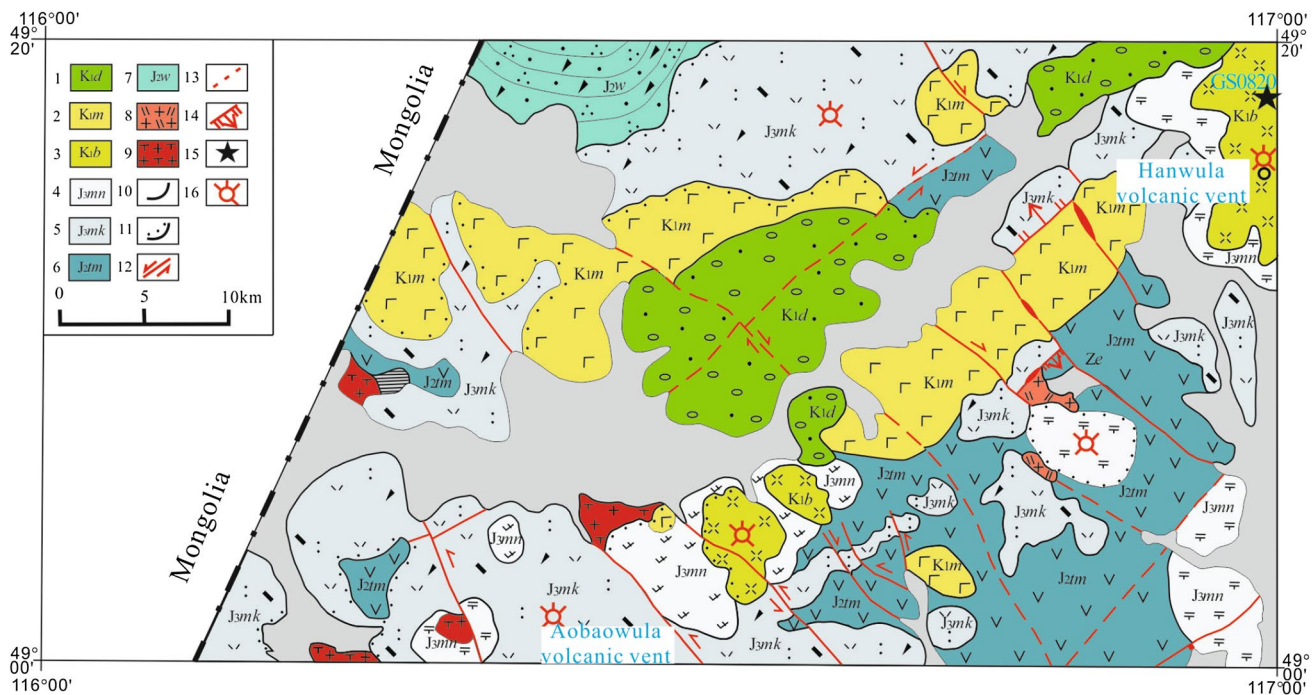 116°00'
117°00'
49°
20'
49°
20'
1 K1d 7 J2w 13
2 K1m 8 14
3 K1b 9 15
4 J3mn 10 16
5 J3mk 11
6 J2tm 12
0 5 10km
Mongolia
Mongolia
J2w
J3mk
K1m
K1d
GS0820
K1b
J3mk
Hanwula
volcanic vent
J2tm
J3mk
K1m
K1m
J3mn
K1m
K1m
K1m
K1d
J3mk
J3mk
J2tm
Ze
J2tm
J3mk
K1m
K1d
J3mk
J2tm
J3mn
K1b
J3mk
J2tm
J3mn
J3mk
J3mn
J3mn
K1m
J2tm
J2tm
J3mk
J2tm
J3mn
J3mk
J3mn
J3mk
J3mk
Aobaowula
volcanic vent
49°
00'
49°
00'
116°00'
117°00'